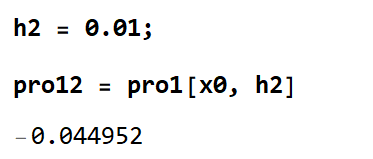 h2 = 0.01;
pro12 = pro1[x0, h2]
-0.044952